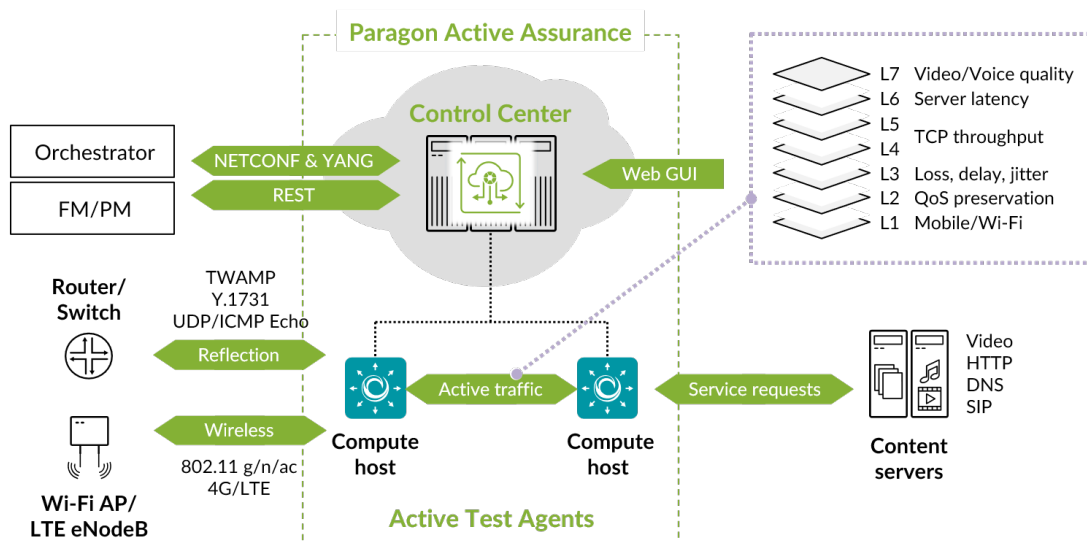 Paragon Active Assurance
Control Center
Orchestrator
FM/PM
NETCONF & YANG
REST
Web GUI
L7 Video/Voice quality
L6 Server latency
L5
TCP throughput
L4
L3 Loss, delay, jitter
L2 QoS preservation
L1 Mobile/Wi-Fi
Router/
Switch
TWAMP
Y.1731
UDP/ICMP Echo
Reflection
Wireless
802.11 g/n/ac
4G/LTE
Wi-Fi AP/
LTE eNodeB
Active traffic
Compute
host
Compute
host
Active Test Agents
Service requests
Video
HTTP
DNS
SIP
Content
servers